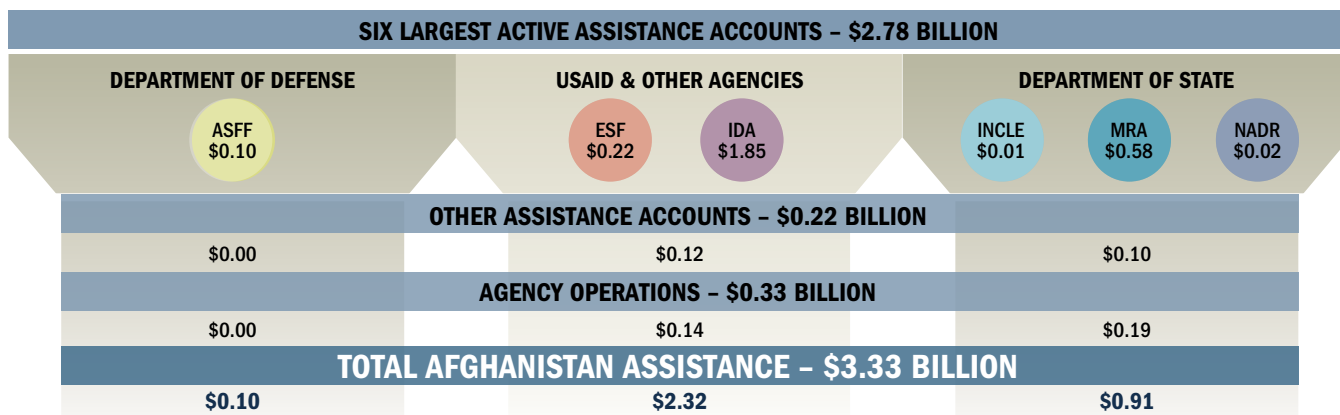 SIX LARGEST ACTIVE ASSISTANCE ACCOUNTS – $2.78 BILLION
DEPARTMENT OF DEFENSE
USAID & OTHER AGENCIES
DEPARTMENT OF STATE
ASFF
$0.10
ESF
$0.22
IDA
$1.85
INCLE
$0.01
MRA
$0.58
NADR
$0.02
OTHER ASSISTANCE ACCOUNTS – $0.22 BILLION
$0.00
$0.12
$0.10
AGENCY OPERATIONS – $0.33 BILLION
$0.00
$0.14
$0.19
TOTAL AFGHANISTAN ASSISTANCE – $3.33 BILLION
$0.10
$2.32
$0.91